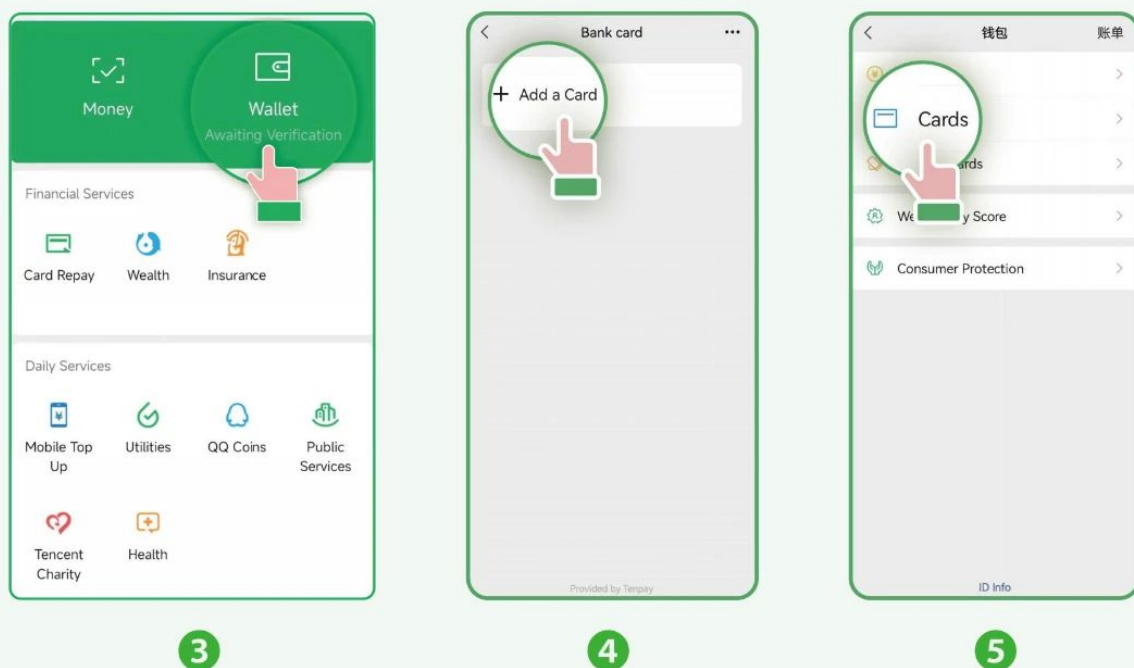 Money
Wallet
Awaiting Verification
Financial Services
Card Repay
Wealth
Insurance
Daily Services
Mobile Top
Up
Utilities
QQ Coins
Public
Services
Tencent
Charity
Health
3
Bank card
+ Add a Card
Provided by Tenpay
4
钱包
账单
Cards
We
y Score
Consumer Protection
ID Info
5